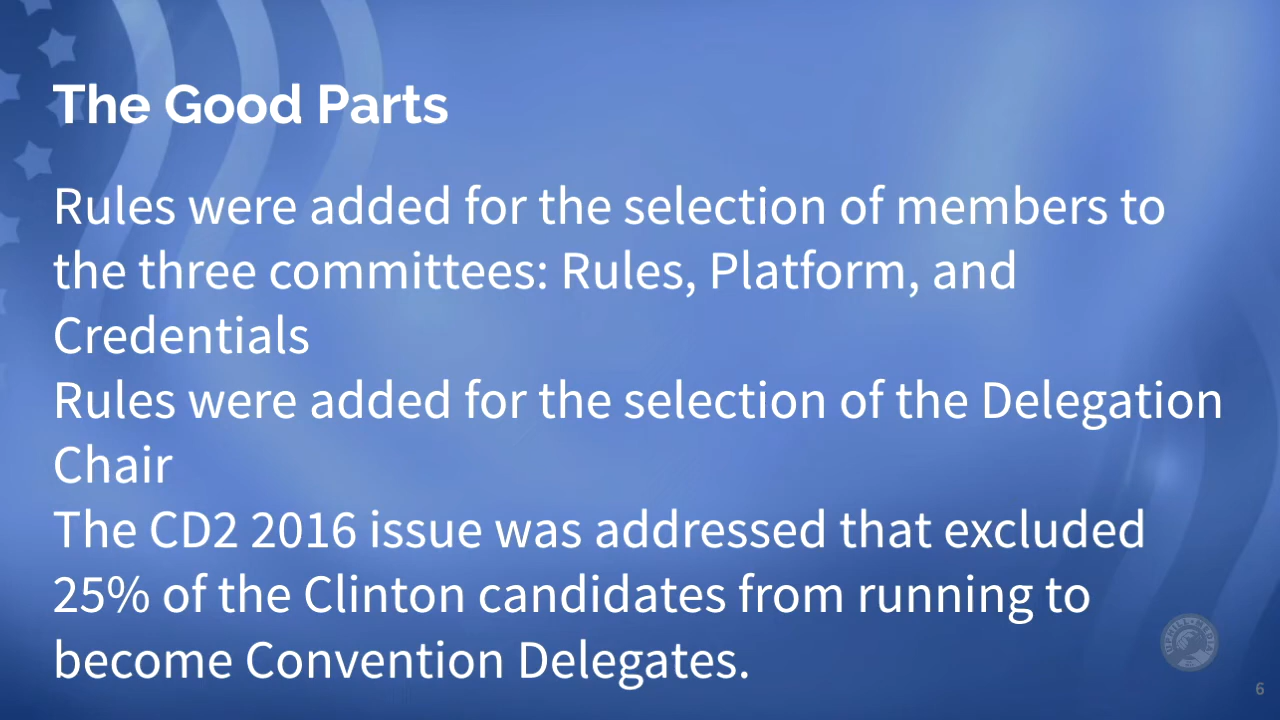 The Good Parts
Rules were added for the selection of members to
the three committees: Rules, Platform, and
Credentials
Rules were added for the selection of the Delegation
Chair
The CD2 2016 issue was addressed that excluded
25% of the Clinton candidates from running to
become Convention Delegates.
6